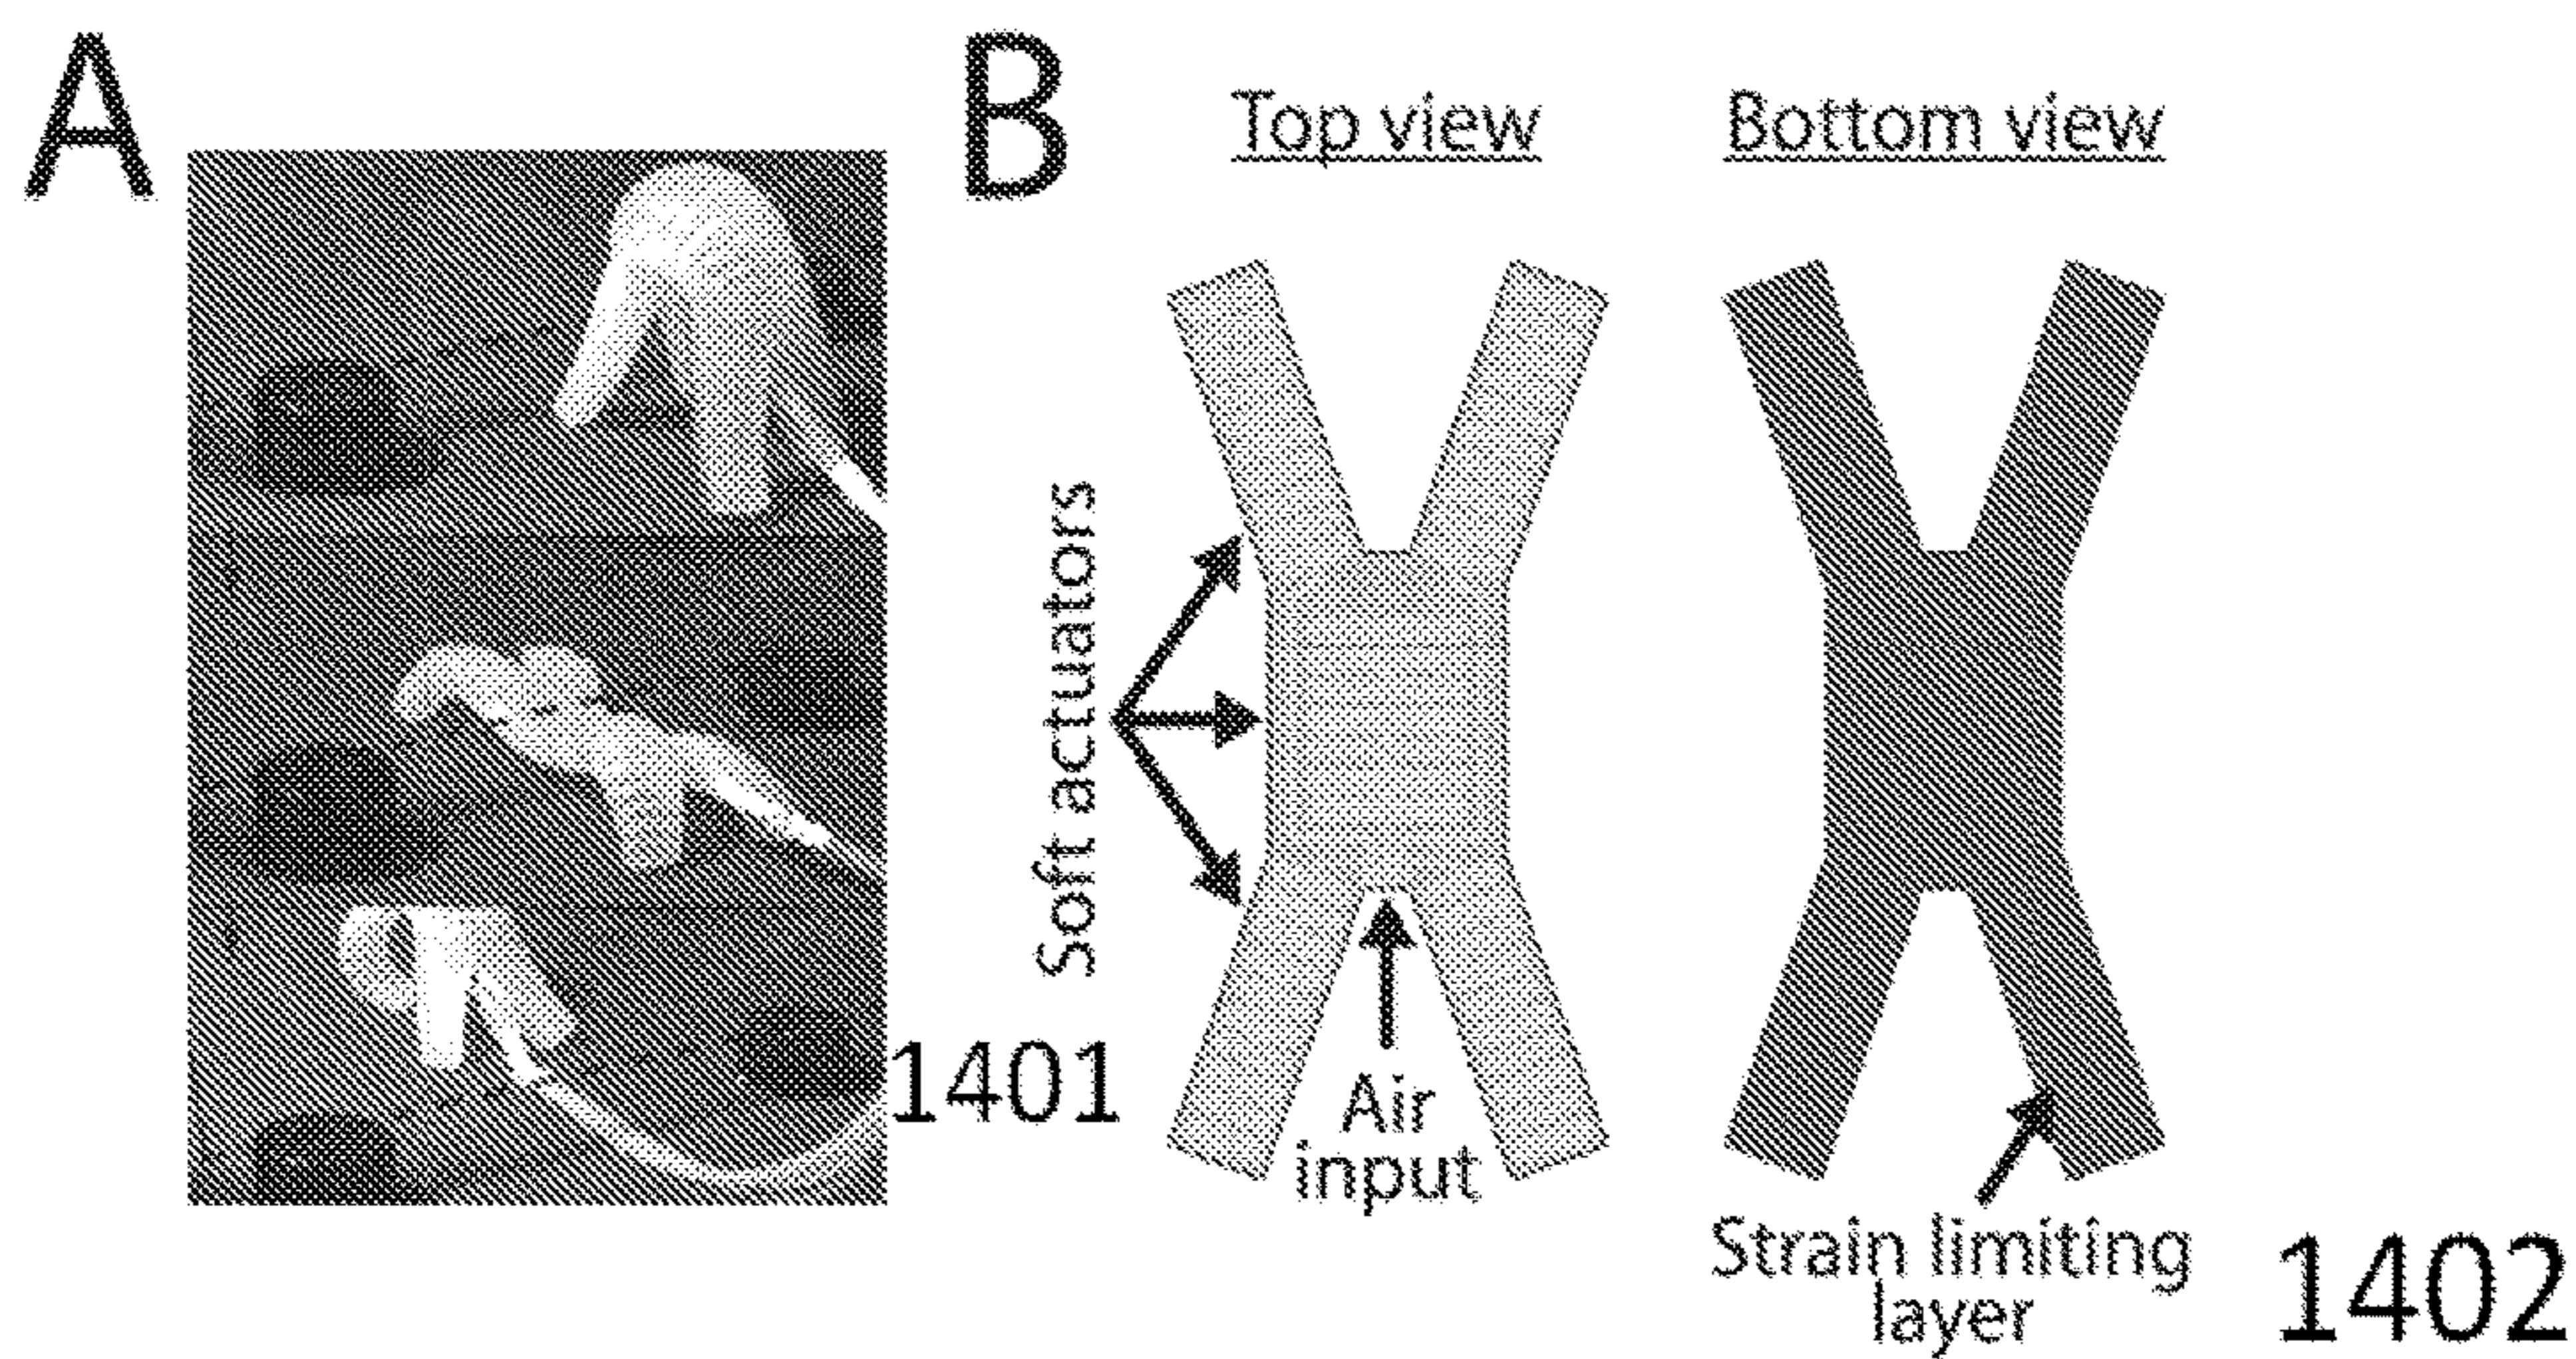 A
B
Top view
Bottom view
Soft actuators
1401
Air
input
Strain limiting
layer
1402